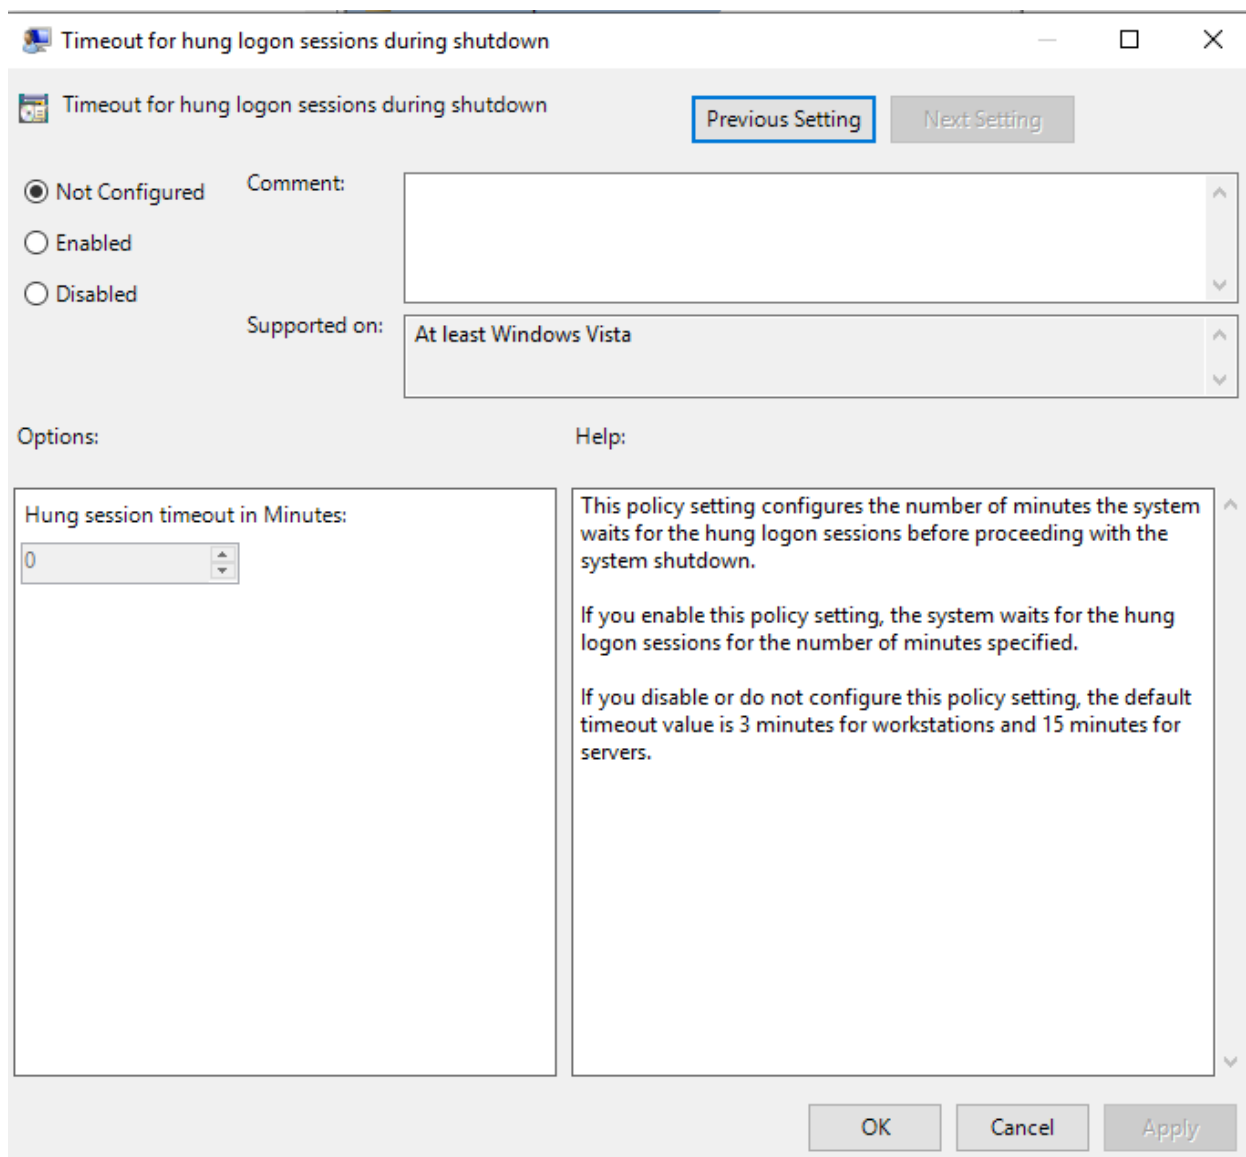 Timeout for hung logon sessions during shutdown
Timeout for hung logon sessions during shutdown
Previous Setting
Next Setting
Not Configured
Comment:
Enabled
Disabled
Supported on:
At least Windows Vista
Options:
Help:
Hung session timeout in Minutes:
0
This policy setting configures the number of minutes the system
waits for the hung logon sessions before proceeding with the
system shutdown.
If you enable this policy setting, the system waits for the hung
logon sessions for the number of minutes specified.
If you disable or do not configure this policy setting, the default
timeout value is 3 minutes for workstations and 15 minutes for
servers.
OK
Cancel
Apply